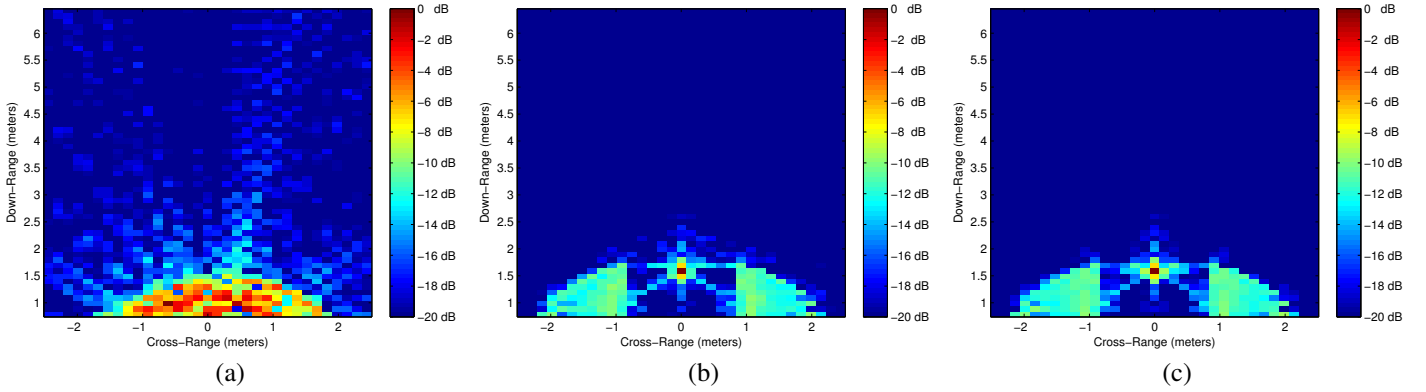 0 dB
−2 dB
−4 dB
−6 dB
−8 dB
−10 dB
−12 dB
−14 dB
−16 dB
−18 dB
−20 dB
6
5.5
5
4.5
4
3.5
3
2.5
2
1.5
1
Down−Range (meters)
−2 −1 0 1 2
Cross−Range (meters)
(a)
0 dB
−2 dB
−4 dB
−6 dB
−8 dB
−10 dB
−12 dB
−14 dB
−16 dB
−18 dB
−20 dB
6
5.5
5
4.5
4
3.5
3
2.5
2
1.5
1
Down−Range (meters)
−2 −1 0 1 2
Cross−Range (meters)
(b)
0 dB
−2 dB
−4 dB
−6 dB
−8 dB
−10 dB
−12 dB
−14 dB
−16 dB
−18 dB
−20 dB
6
5.5
5
4.5
4
3.5
3
2.5
2
1.5
1
Down−Range (meters)
−2 −1 0 1 2
Cross−Range (meters)
(c)